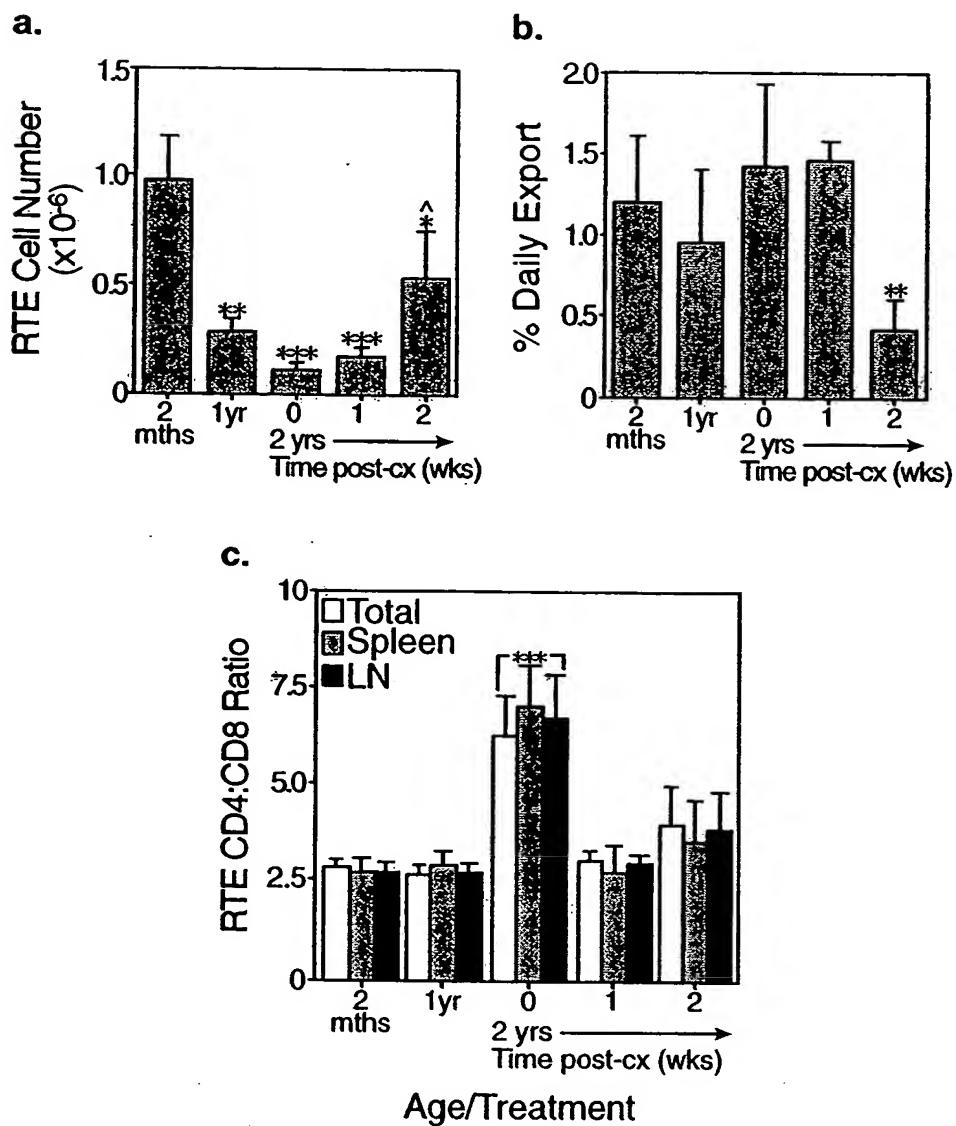 a.
RTE Cell Number
(x10-6)
1.5
1.0
0.5
0
**
***
***
^
*
2
mths
1yr
0
1
2
2 yrs
Time post-cx (wks)
b.
% Daily Export
2.0
1.5
1.0
0.5
0
**
2
mths
1yr
0
1
2
2 yrs
Time post-cx (wks)
c.
RTE CD4:CD8 Ratio
10
7.5
5.0
2.5
0
Total
Spleen
LN
***
2
mths
1yr
0
1
2
2 yrs
Time post-cx (wks)
Age/Treatment